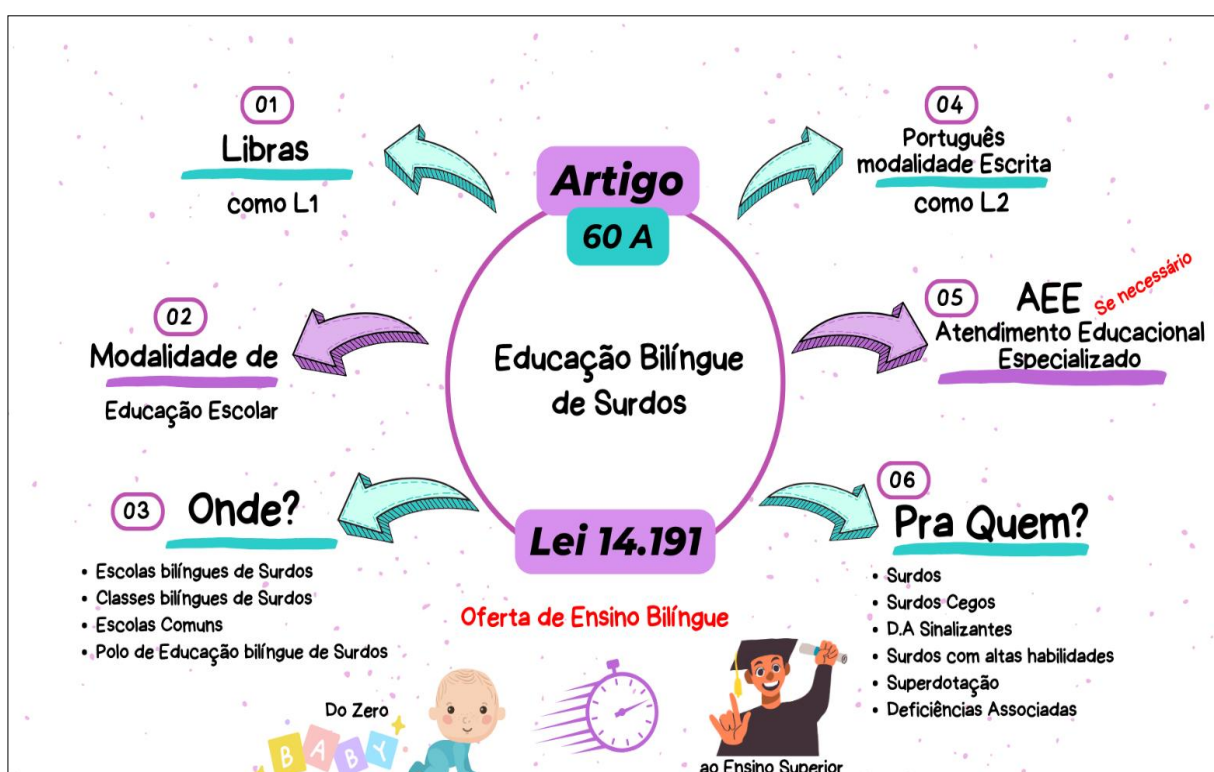 Artigo
60 A
Educação Bilíngue
de Surdos
Lei 14.191
01
Libras
como L1
02
Modalidade de
Educação Escolar
03
Onde?
• Escolas bilíngues de Surdos
• Classes bilíngues de Surdos
• Escolas Comuns
• Polo de Educação bilíngue de Surdos
04
Português
modalidade Escrita
como L2
05
AEE
Se necessário
Atendimento Educacional
Especializado
06
Pra Quem?
• Surdos
• Surdos Cegos
• D.A Sinalizantes
• Surdos com altas habilidades
• Superdotação
• Deficiências Associadas
Oferta de Ensino Bilíngue
Do Zero
BABY
ao Ensino Superior